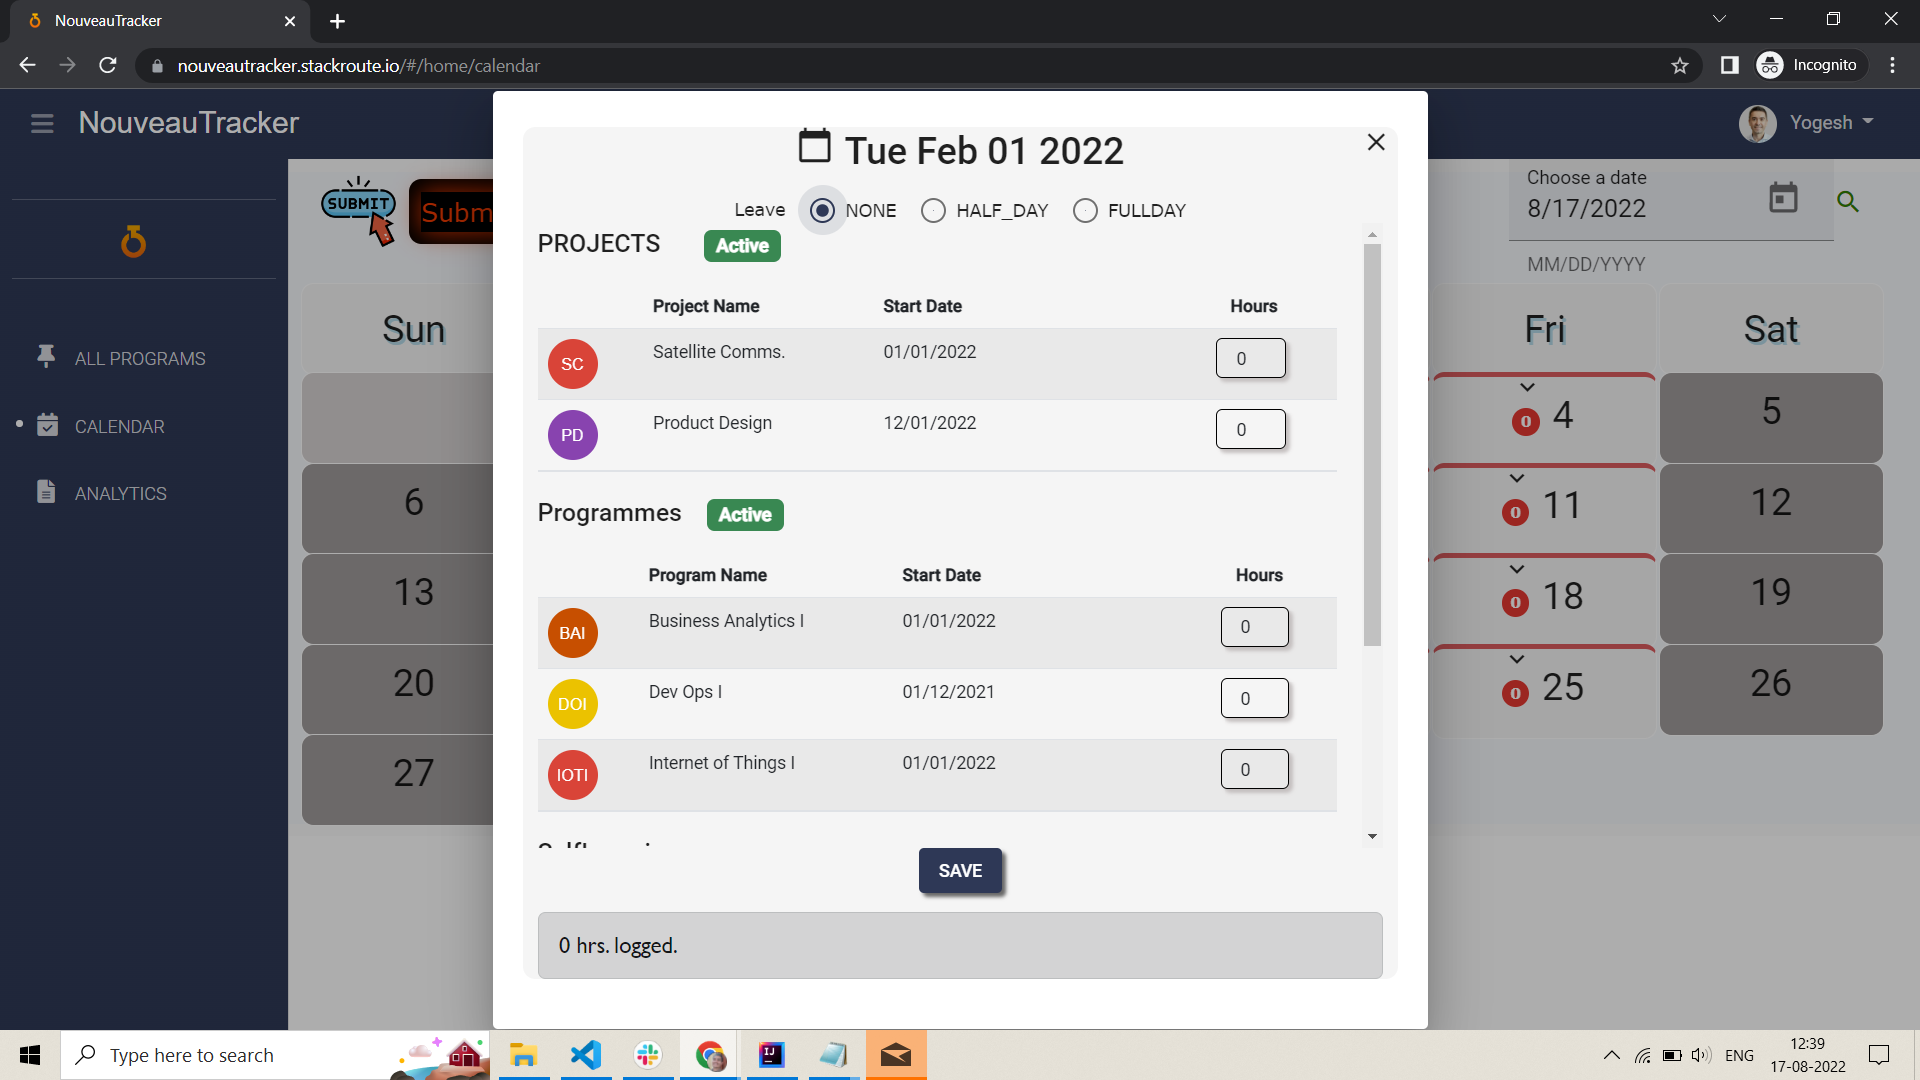 NouveauTracker
nouveautracker.stackroute.io/#/home/calendar
Incognito
NouveauTracker
Yogesh
ALL PROGRAMS
CALENDAR
ANALYTICS
SUBMIT
Subm
Choose a date
8/17/2022
MM/DD/YYYY
Sun
Fri
Sat
0 4
5
6
0 11
12
13
0 18
19
20
0 25
26
27
Tue Feb 01 2022
Leave NONE HALF_DAY FULLDAY
PROJECTS Active
Project Name Start Date Hours
SC Satellite Comms. 01/01/2022 0
PD Product Design 12/01/2022 0
Programmes Active
Program Name Start Date Hours
BAI Business Analytics I 01/01/2022 0
DOI Dev Ops I 01/12/2021 0
IOTI Internet of Things I 01/01/2022 0
SAVE
0 hrs. logged.
Type here to search
IJ
ENG
12:39
17-08-2022